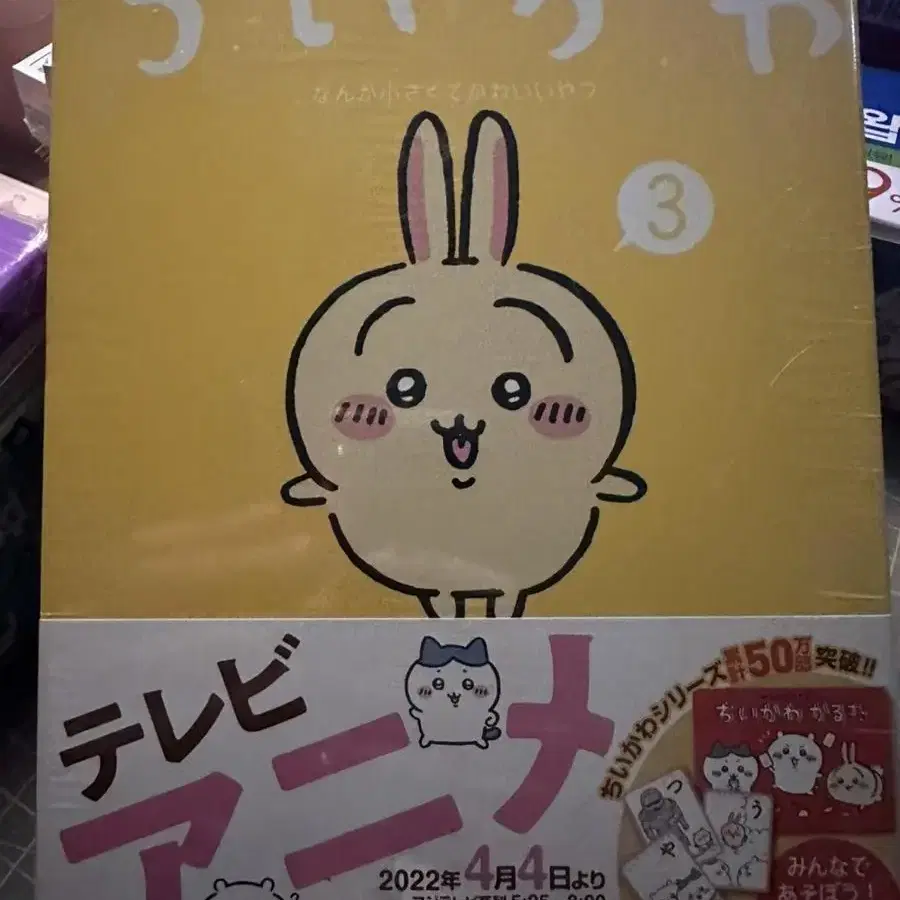 ちいかわ
なんか小さくてかわいいやつ
3
テレビ
アニメ
2022年4月4日より
ちいかわシリーズ累計50万部突破!!
ちいかわ かるた
つ
う
や
みんなで
あそぼう!